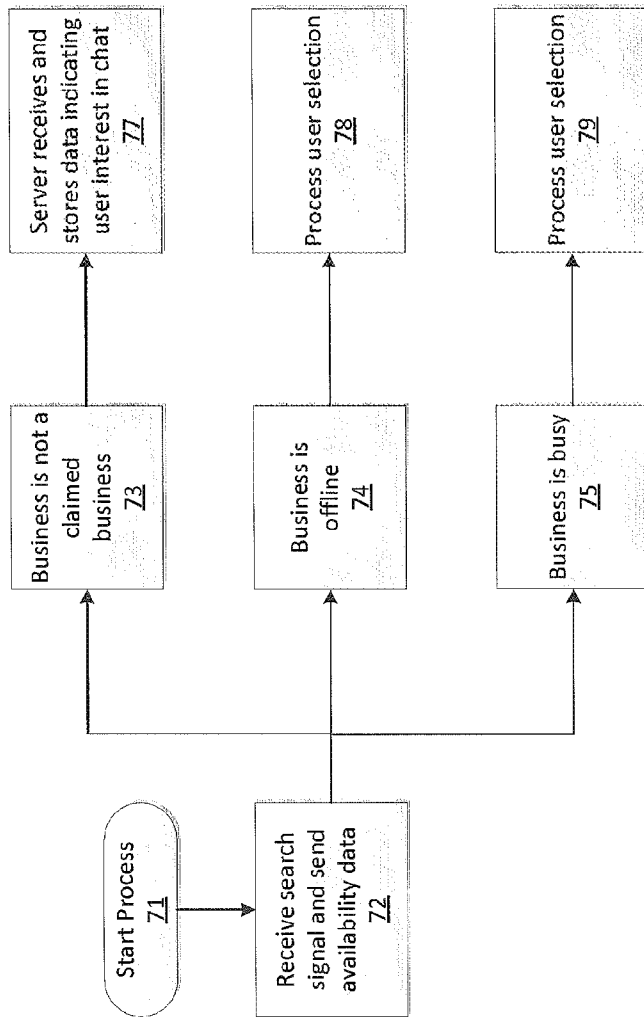 Start Process
71
Receive search
signal and send
availability data
72
Business is not a
claimed
business
73
Server receives and
stores data indicating
user interest in chat
77
Business is
offline
74
Process user selection
78
Business is busy
75
Process user selection
79